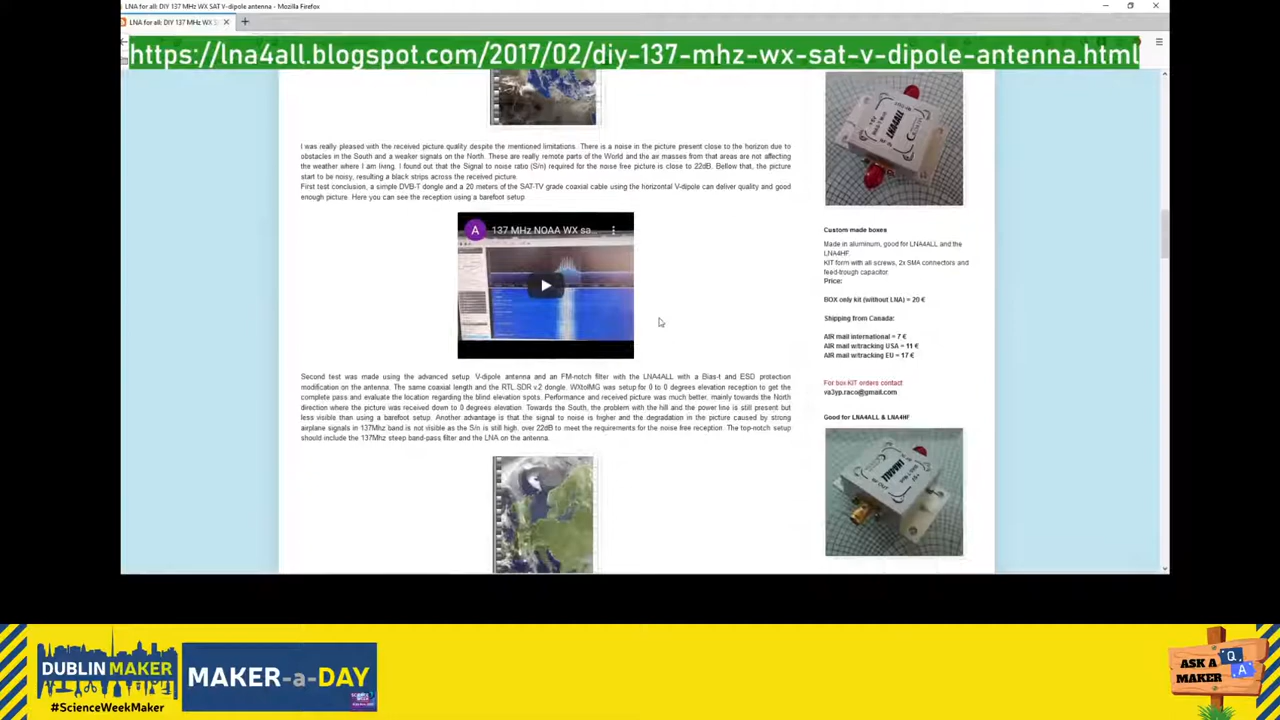 LNA for all: DIY 137 MHz WX SAT V-dipole antenna - Mozilla Firefox
LNA for all: DIY 137 MHz WX S
https://lna4all.blogspot.com/2017/02/diy-137-mhz-wx-sat-v-dipole-antenna.html
I was really pleased with the received picture quality despite the mentioned limitations. There is a noise in the picture present close to the horizon due to
obstacles in the South and a weaker signals on the North. These are really remote parts of the World and the air masses from that areas are not affecting
the weather where I am living. I found out that the Signal to noise ratio (S/n) required for the noise free picture is close to 22dB. Bellow that, the picture
start to be noisy, resulting a black strips across the received picture.
First test conclusion, a simple DVB-T dongle and a 20 meters of the SAT-TV grade coaxial cable using the horizontal V-dipole can deliver quality and good
enough picture. Here you can see the reception using a barefoot setup
A 137 MHz NOAA WX sa...
Second test was made using the advanced setup V-dipole antenna and an FM-notch filter with the LNA4ALL with a Bias-t and ESD protection
modification on the antenna. The same coaxial length and the RTL SDR v.2 dongle. WXtoIMG was setup for 0 to 0 degrees elevation reception to get the
complete pass and evaluate the location regarding the blind elevation spots. Performance and received picture was much better, mainly towards the North
direction where the picture was received down to 0 degrees elevation. Towards the South, the problem with the hill and the power line is still present but
less visible than using a barefoot setup. Another advantage is that the signal to noise is higher and the degradation in the picture caused by strong
airplane signals in 137Mhz band is not visible as the S/n is still high, over 22dB to meet the requirements for the noise free reception. The top-notch setup
should include the 137Mhz steep band-pass filter and the LNA on the antenna.
LNA4ALL
Custom made boxes
Made in aluminum, good for LNA4ALL and the
LNA4HF.
KIT form with all screws, 2x SMA connectors and
feed-trough capacitor.
Price:
BOX only kit (without LNA) = 20 €
Shipping from Canada:
AIR mail international = 7 €
AIR mail w/tracking USA = 11 €
AIR mail w/tracking EU = 17 €
For box KIT orders contact
va3yp.raco@gmail.com
Good for LNA4ALL & LNA4HF
LNA4ALL
DUBLIN MAKER
#ScienceWeekMaker
MAKER-a-DAY
ASK A
MAKER
Q
A